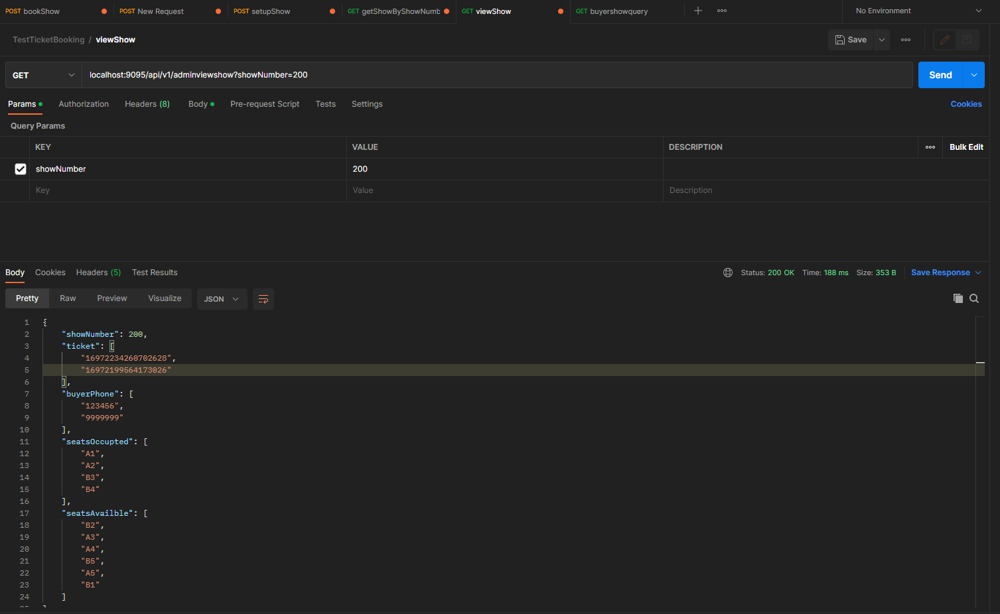 POST bookShow POST New Request POST setupShow GET getShowByShowNumb GET viewShow GET buyershowquery No Environment
TestTicketBooking / viewShow Save
GET localhost:9095/api/v1/adminviewshow?showNumber=200 Send
Params Authorization Headers (8) Body Pre-request Script Tests Settings Cookies
Query Params
KEY VALUE DESCRIPTION Bulk Edit
showNumber 200
Key Value Description
Body Cookies Headers (5) Test Results Status: 200 OK Time: 188 ms Size: 353 B Save Response
Pretty Raw Preview Visualize JSON
1 {
2 "showNumber": 200,
3 "ticket": [
4 "16972234260702628",
5 "16972199564173026"
6 ],
7 "buyerPhone": [
8 "123456",
9 "9999999"
10 ],
11 "seatsOccupted": [
12 "A1",
13 "A2",
14 "B3",
15 "B4"
16 ],
17 "seatsAvailble": [
18 "B2",
19 "A3",
20 "A4",
21 "B5",
22 "A5",
23 "B1"
24 ]